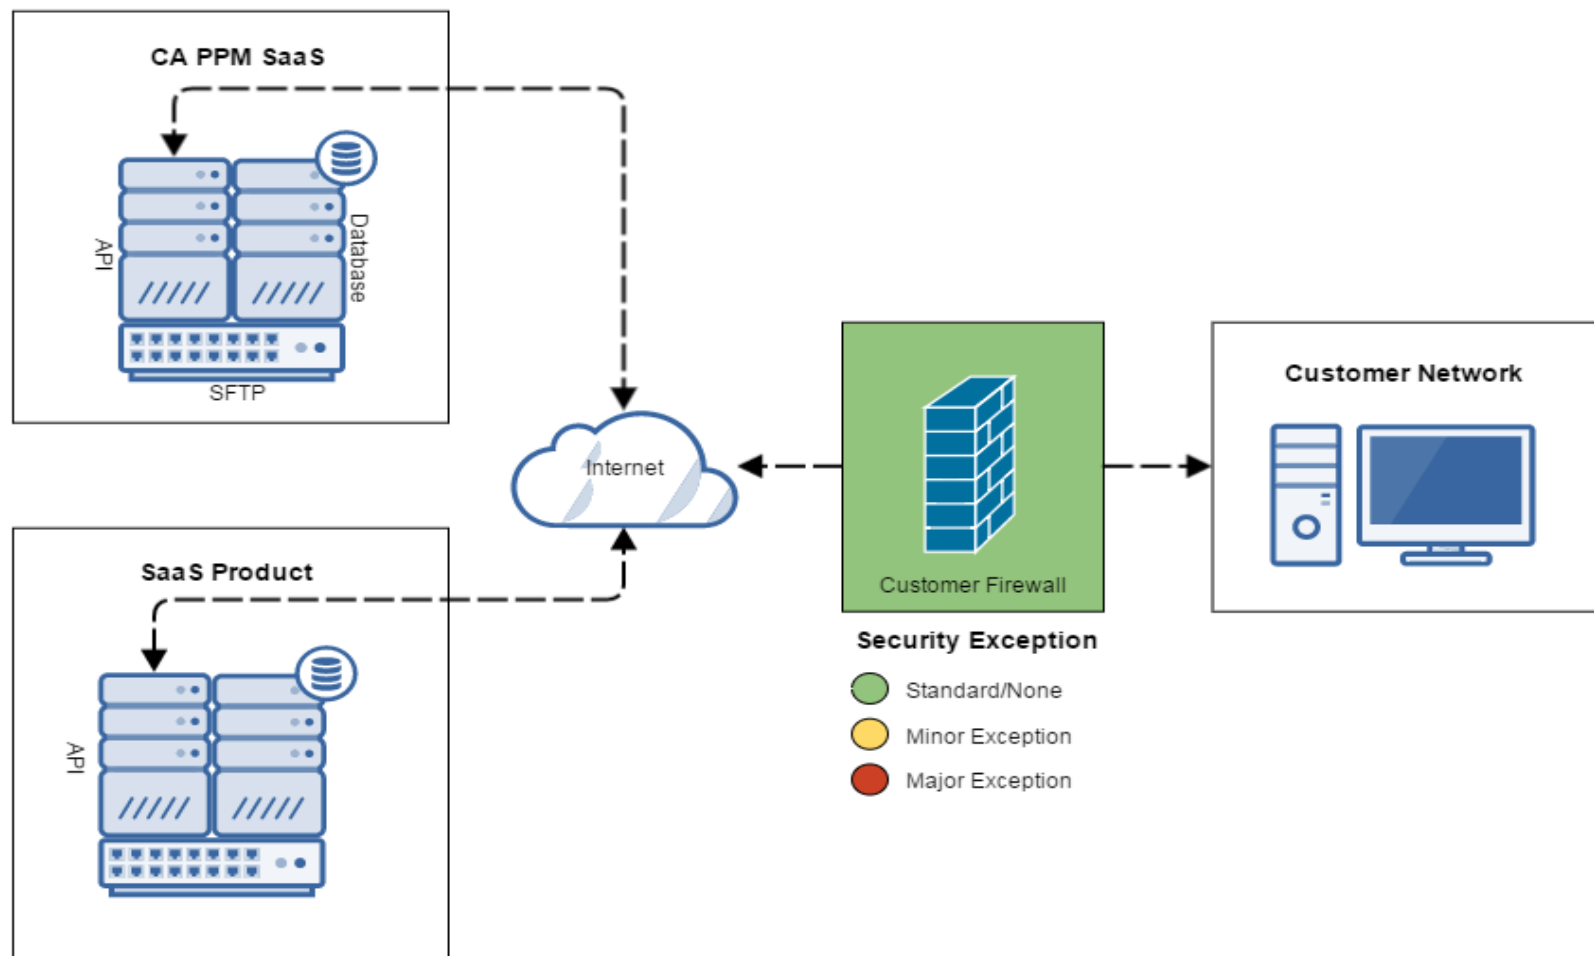 CA PPM SaaS
API
Database
SFTP
Internet
Customer Firewall
Customer Network
SaaS Product
API
Security Exception
Standard/None
Minor Exception
Major Exception